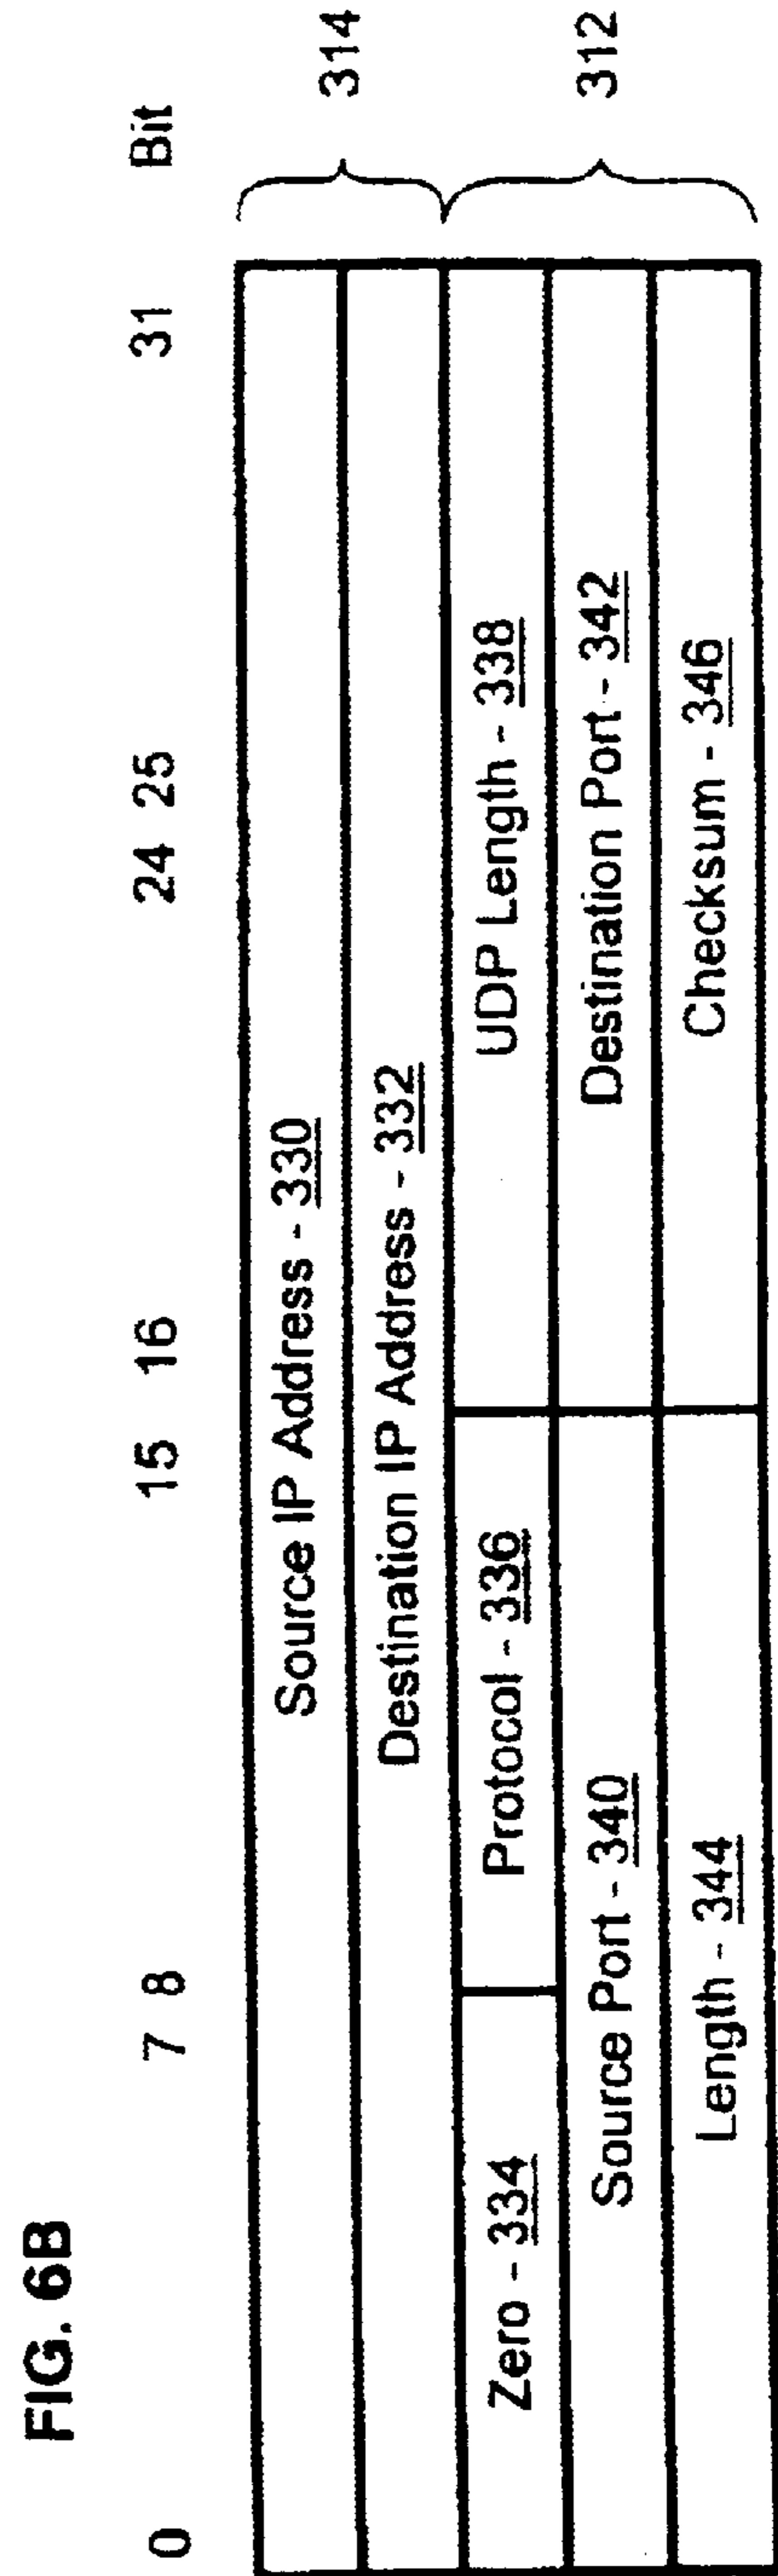 FIG. 6B
0 7 8 15 16 24 25 31 Bit
Source IP Address - 330
Destination IP Address - 332
314
Zero - 334 Protocol - 336 UDP Length - 338
Source Port - 340 Destination Port - 342
312
Length - 344 Checksum - 346